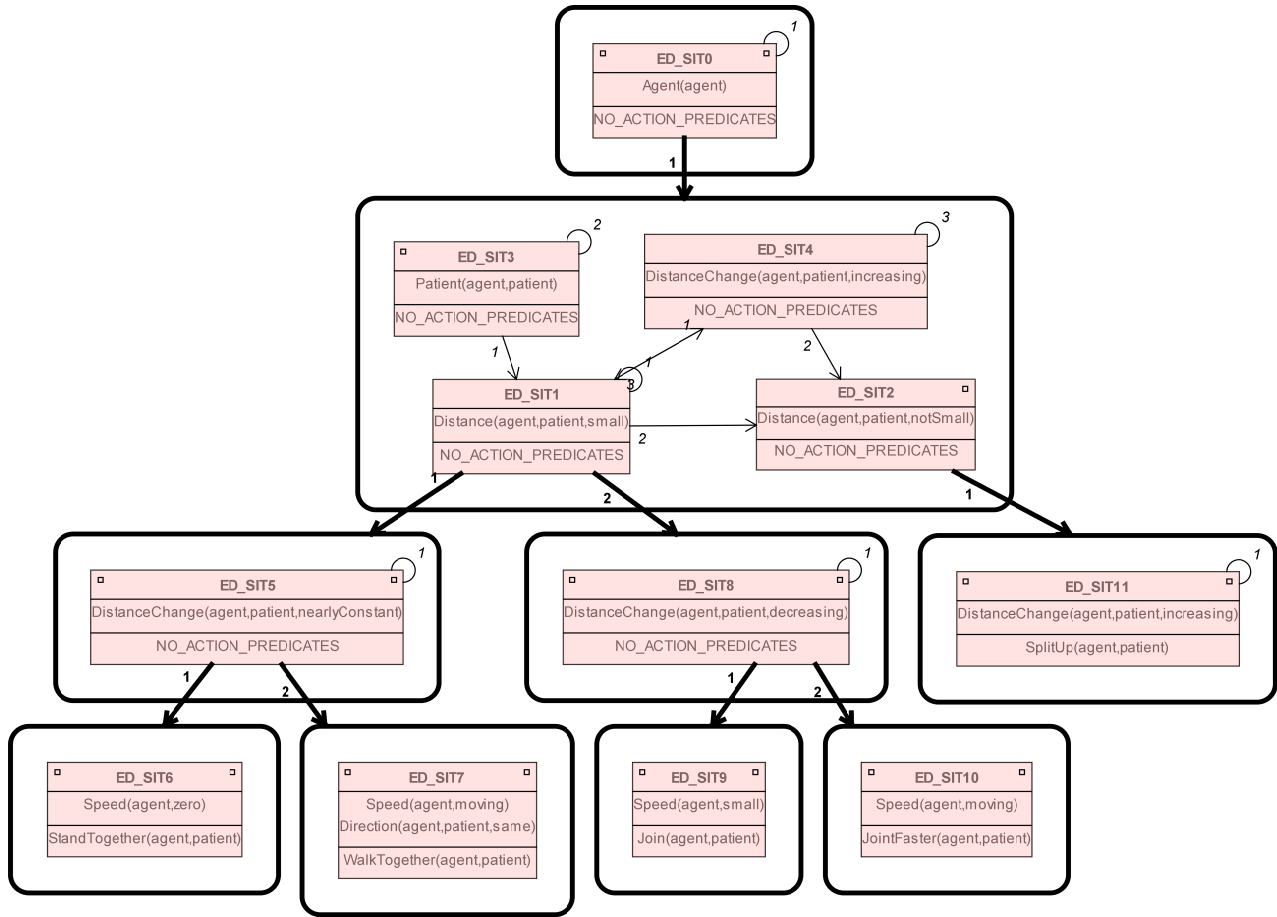 1
ED_SIT0
Agent(agent)
NO_ACTION_PREDICATES
1
2
ED_SIT3
Patient(agent,patient)
NO_ACTION_PREDICATES
3
ED_SIT4
DistanceChange(agent,patient,increasing)
NO_ACTION_PREDICATES
1
1
2
1
3
ED_SIT1
Distance(agent,patient,small)
NO_ACTION_PREDICATES
2
ED_SIT2
Distance(agent,patient,notSmall)
NO_ACTION_PREDICATES
1
2
1
1
ED_SIT5
DistanceChange(agent,patient,nearlyConstant)
NO_ACTION_PREDICATES
1
2
1
ED_SIT8
DistanceChange(agent,patient,decreasing)
NO_ACTION_PREDICATES
1
2
1
ED_SIT11
DistanceChange(agent,patient,increasing)
SplitUp(agent,patient)
ED_SIT6
Speed(agent,zero)
StandTogether(agent,patient)
ED_SIT7
Speed(agent,moving)
Direction(agent,patient,same)
WalkTogether(agent,patient)
ED_SIT9
Speed(agent,small)
Join(agent,patient)
ED_SIT10
Speed(agent,moving)
JointFaster(agent,patient)